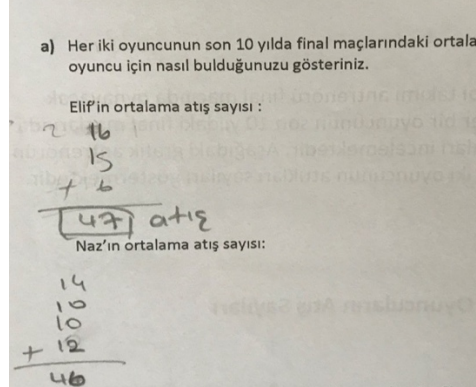 a) Her iki oyuncunun son 10 yılda final maçlarındaki ortala
oyuncu için nasıl bulduğunuzu gösteriniz.
Elif'in ortalama atış sayısı :
16
15
+ 6
47 atış
Naz'ın ortalama atış sayısı:
14
10
10
+ 12
46